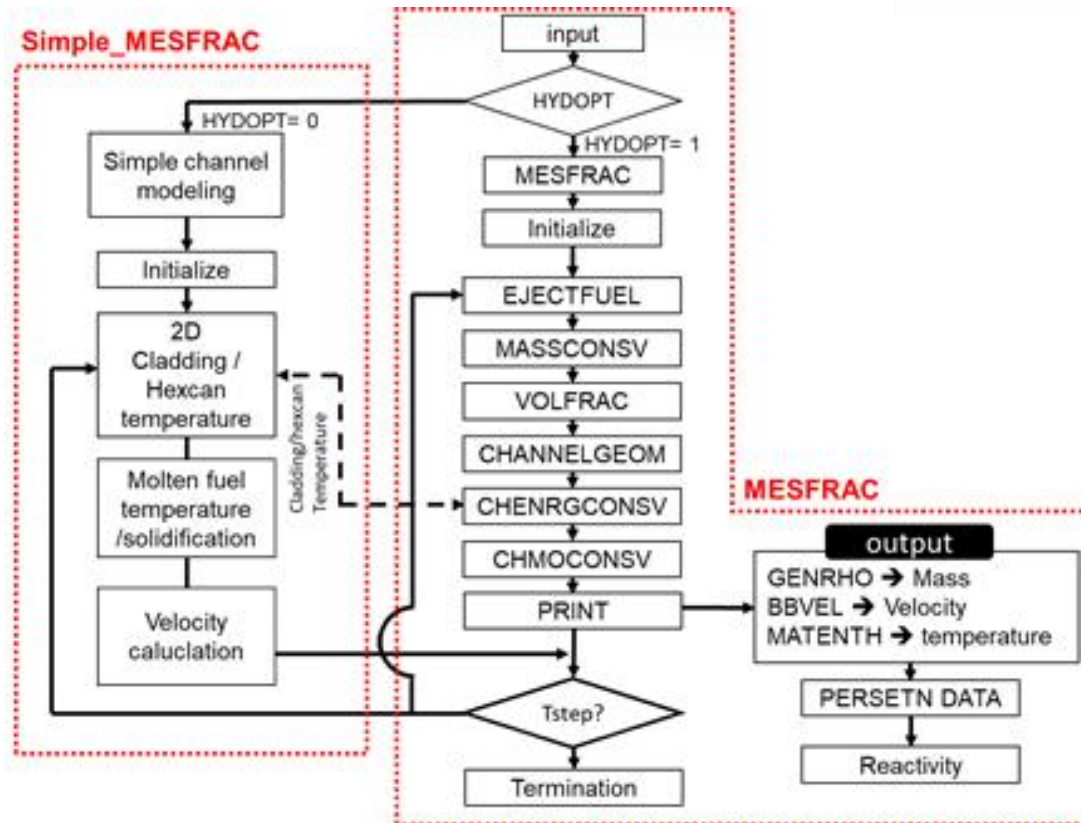 Simple_MESFRAC
input
HYDOPT
HYDOPT= 0
HYDOPT= 1
Simple channel
modeling
MESFRAC
Initialize
Initialize
EJECTFUEL
2D
Cladding /
Hexcan
temperature
MASSCONSV
VOLFRAC
Cladding/hexcan
Temperature
CHANNELGEOM
Molten fuel
temperature
/solidification
CHENRGCONSV
MESFRAC
CHMOCONSV
output
GENRHO ➔ Mass
BBVEL ➔ Velocity
MATENTH ➔ temperature
PRINT
Velocity
caluclation
PERSETN DATA
Tstep?
Reactivity
Termination